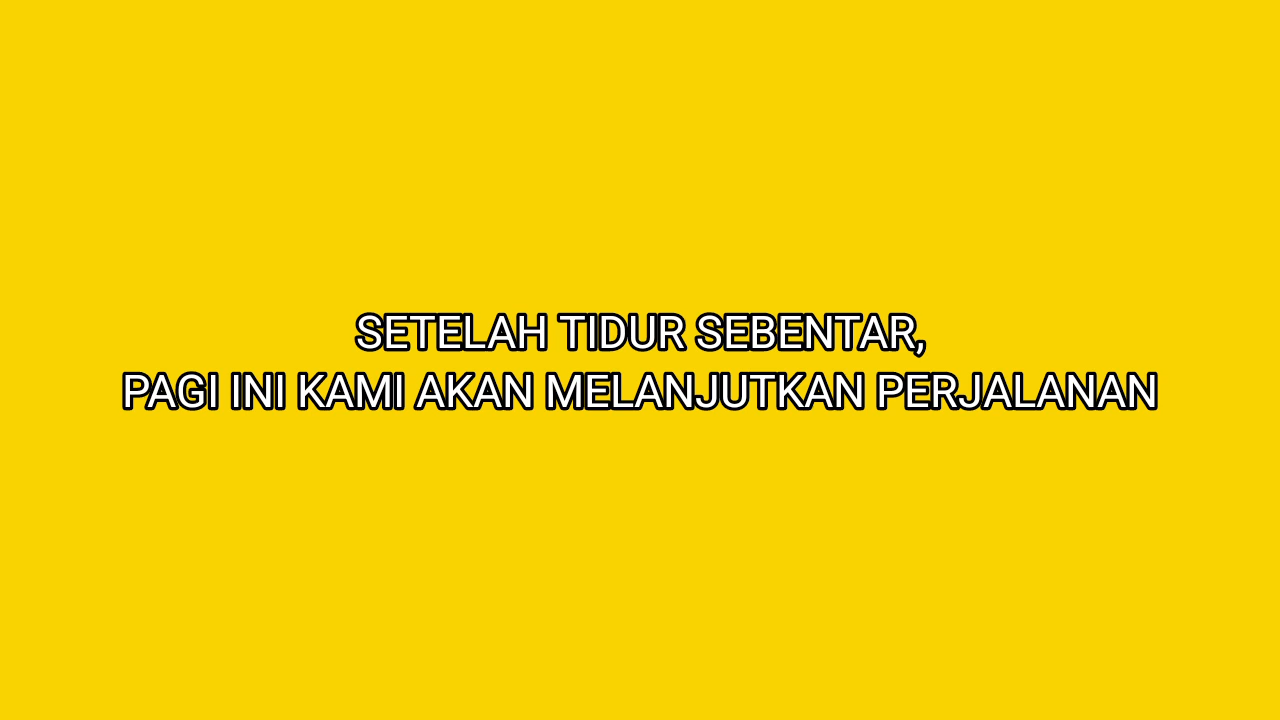 SETELAH TIDUR SEBENTAR,
PAGI INI KAMI AKAN MELANJUTKAN PERJALANAN